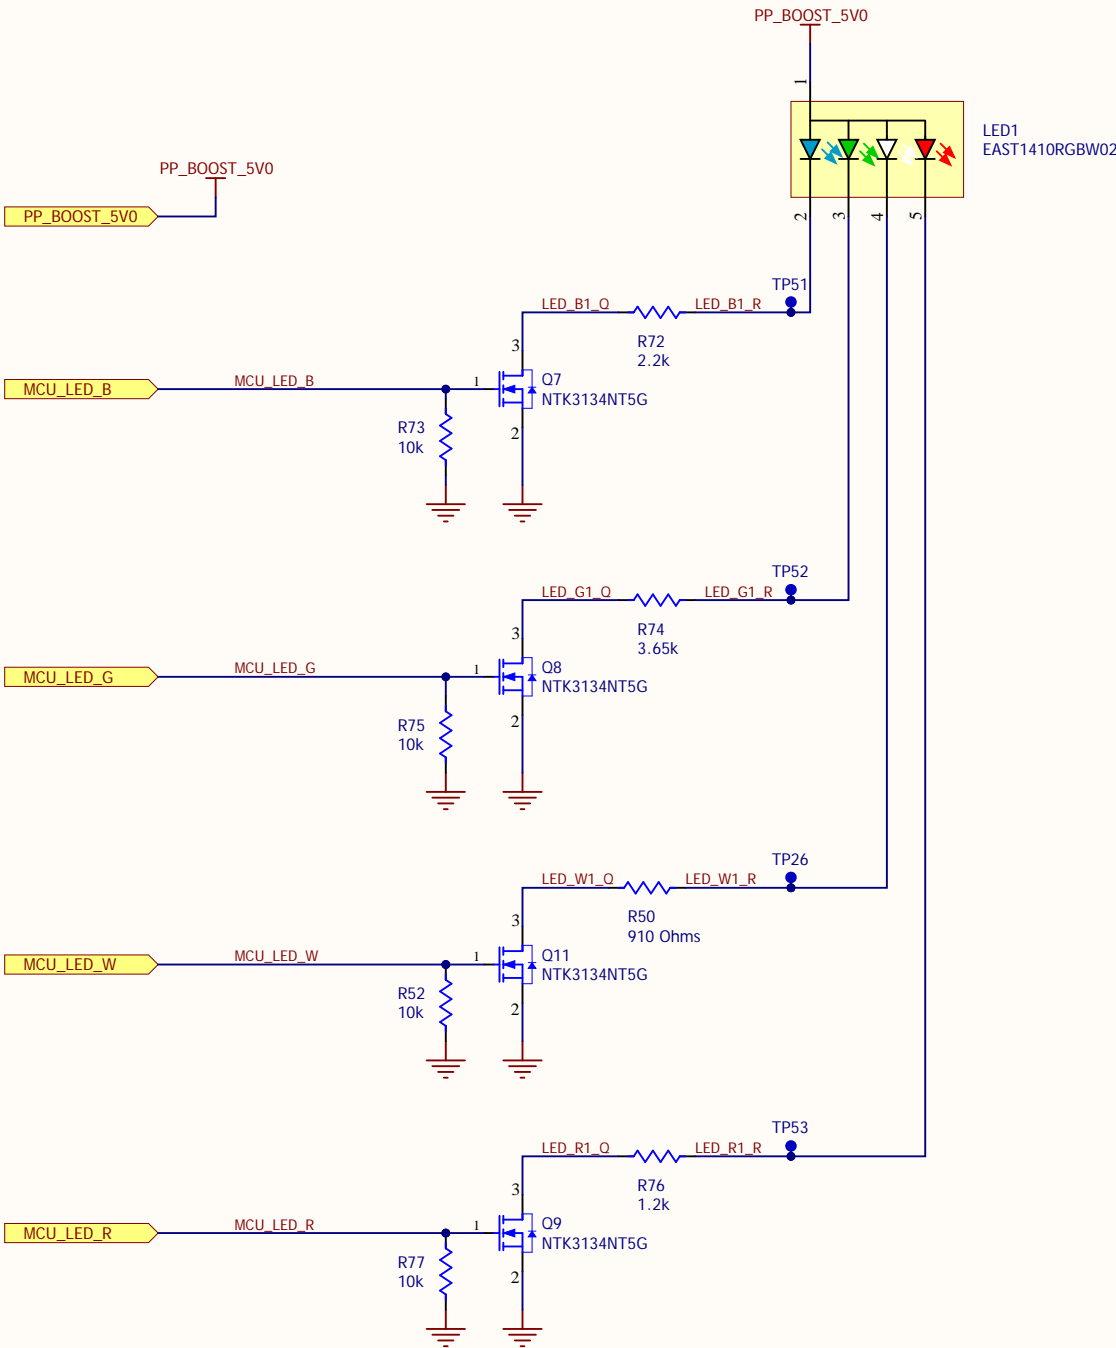 PP_BOOST_5V0
1
LED1
EAST1410RGBW02
PP_BOOST_5V0
PP_BOOST_5V0
2
3
4
5
TP51
LED_B1_Q
LED_B1_R
R72
2.2k
3
MCU_LED_B
MCU_LED_B
1
Q7
NTK3134NT5G
R73
10k
2
TP52
LED_G1_Q
LED_G1_R
R74
3.65k
3
MCU_LED_G
MCU_LED_G
1
Q8
NTK3134NT5G
R75
10k
2
TP26
LED_W1_Q
LED_W1_R
R50
910 Ohms
3
MCU_LED_W
MCU_LED_W
1
Q11
NTK3134NT5G
R52
10k
2
TP53
LED_R1_Q
LED_R1_R
R76
1.2k
3
MCU_LED_R
MCU_LED_R
1
Q9
NTK3134NT5G
R77
10k
2